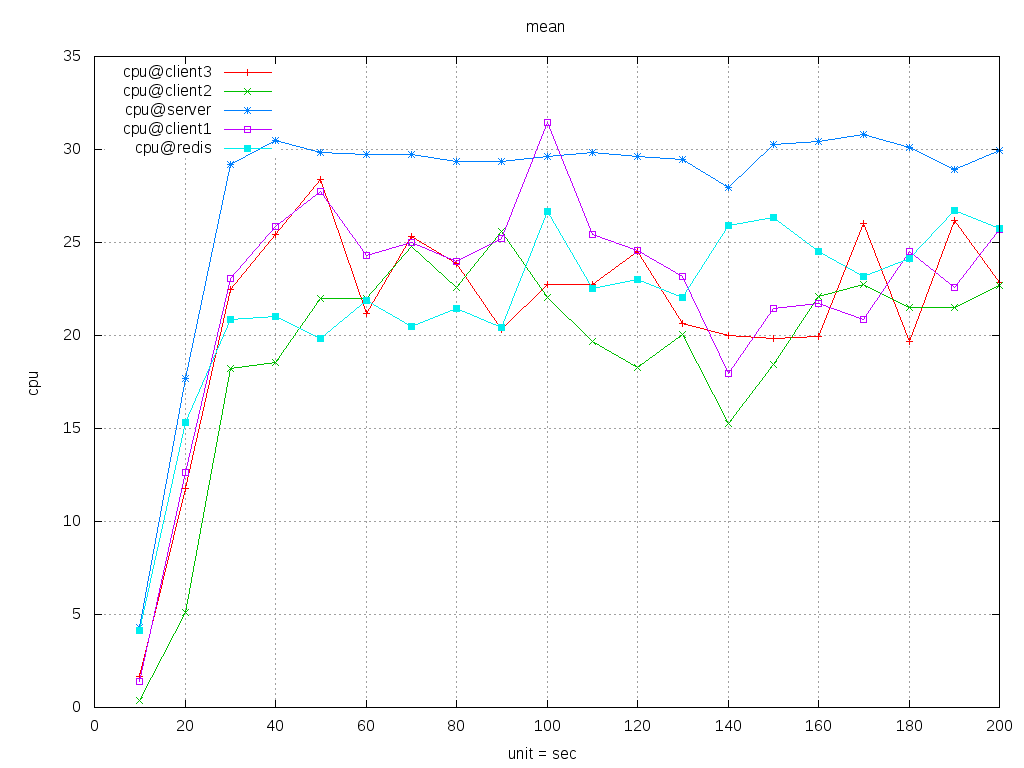 mean
35
30
25
20
15
10
5
0
cpu
cpu@client3
cpu@client2
cpu@server
cpu@client1
cpu@redis
0 20 40 60 80 100 120 140 160 180 200
unit = sec